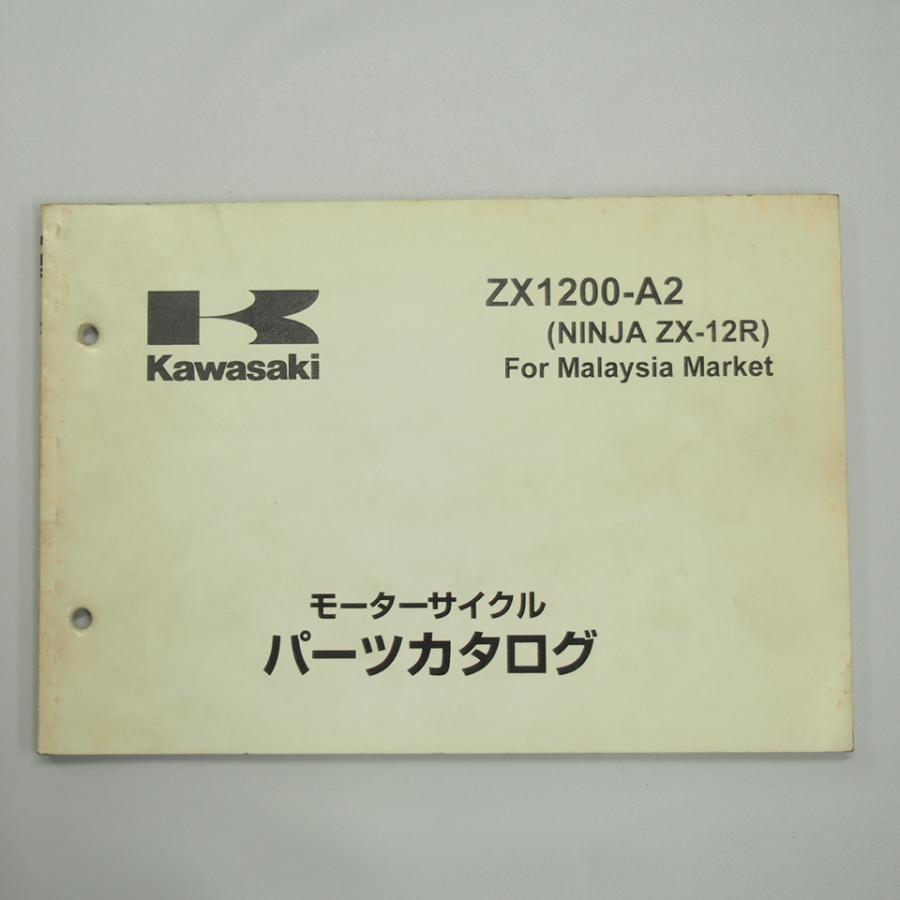 Kawasaki
ZX1200-A2
(NINJA ZX-12R)
For Malaysia Market
モーターサイクル
パーツカタログ